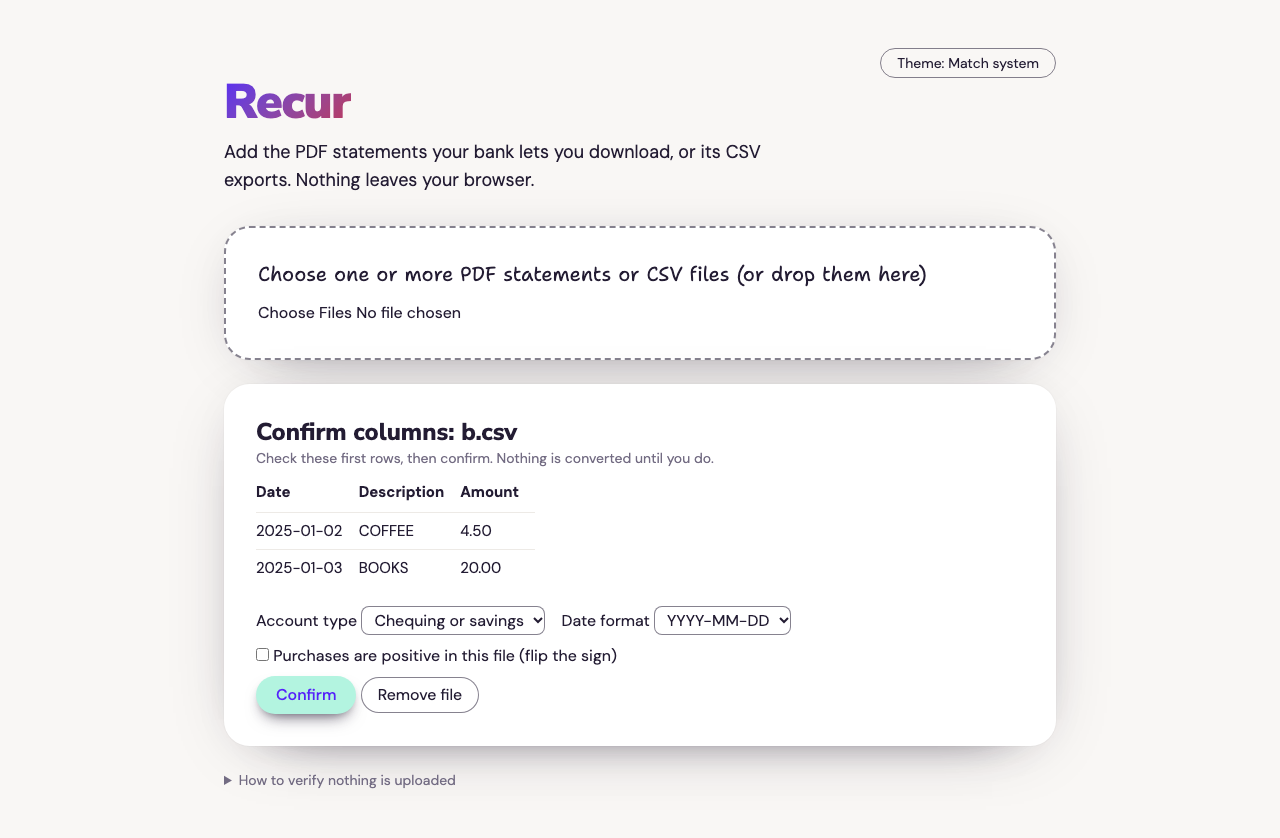 Theme: Match system
Recur
Add the PDF statements your bank lets you download, or its CSV
exports. Nothing leaves your browser.
Choose one or more PDF statements or CSV files (or drop them here)
Choose Files No file chosen
Confirm columns: b.csv
Check these first rows, then confirm. Nothing is converted until you do.
Date Description Amount
2025-01-02 COFFEE 4.50
2025-01-03 BOOKS 20.00
Account type Chequing or savings Date format YYYY-MM-DD
Purchases are positive in this file (flip the sign)
Confirm Remove file
How to verify nothing is uploaded